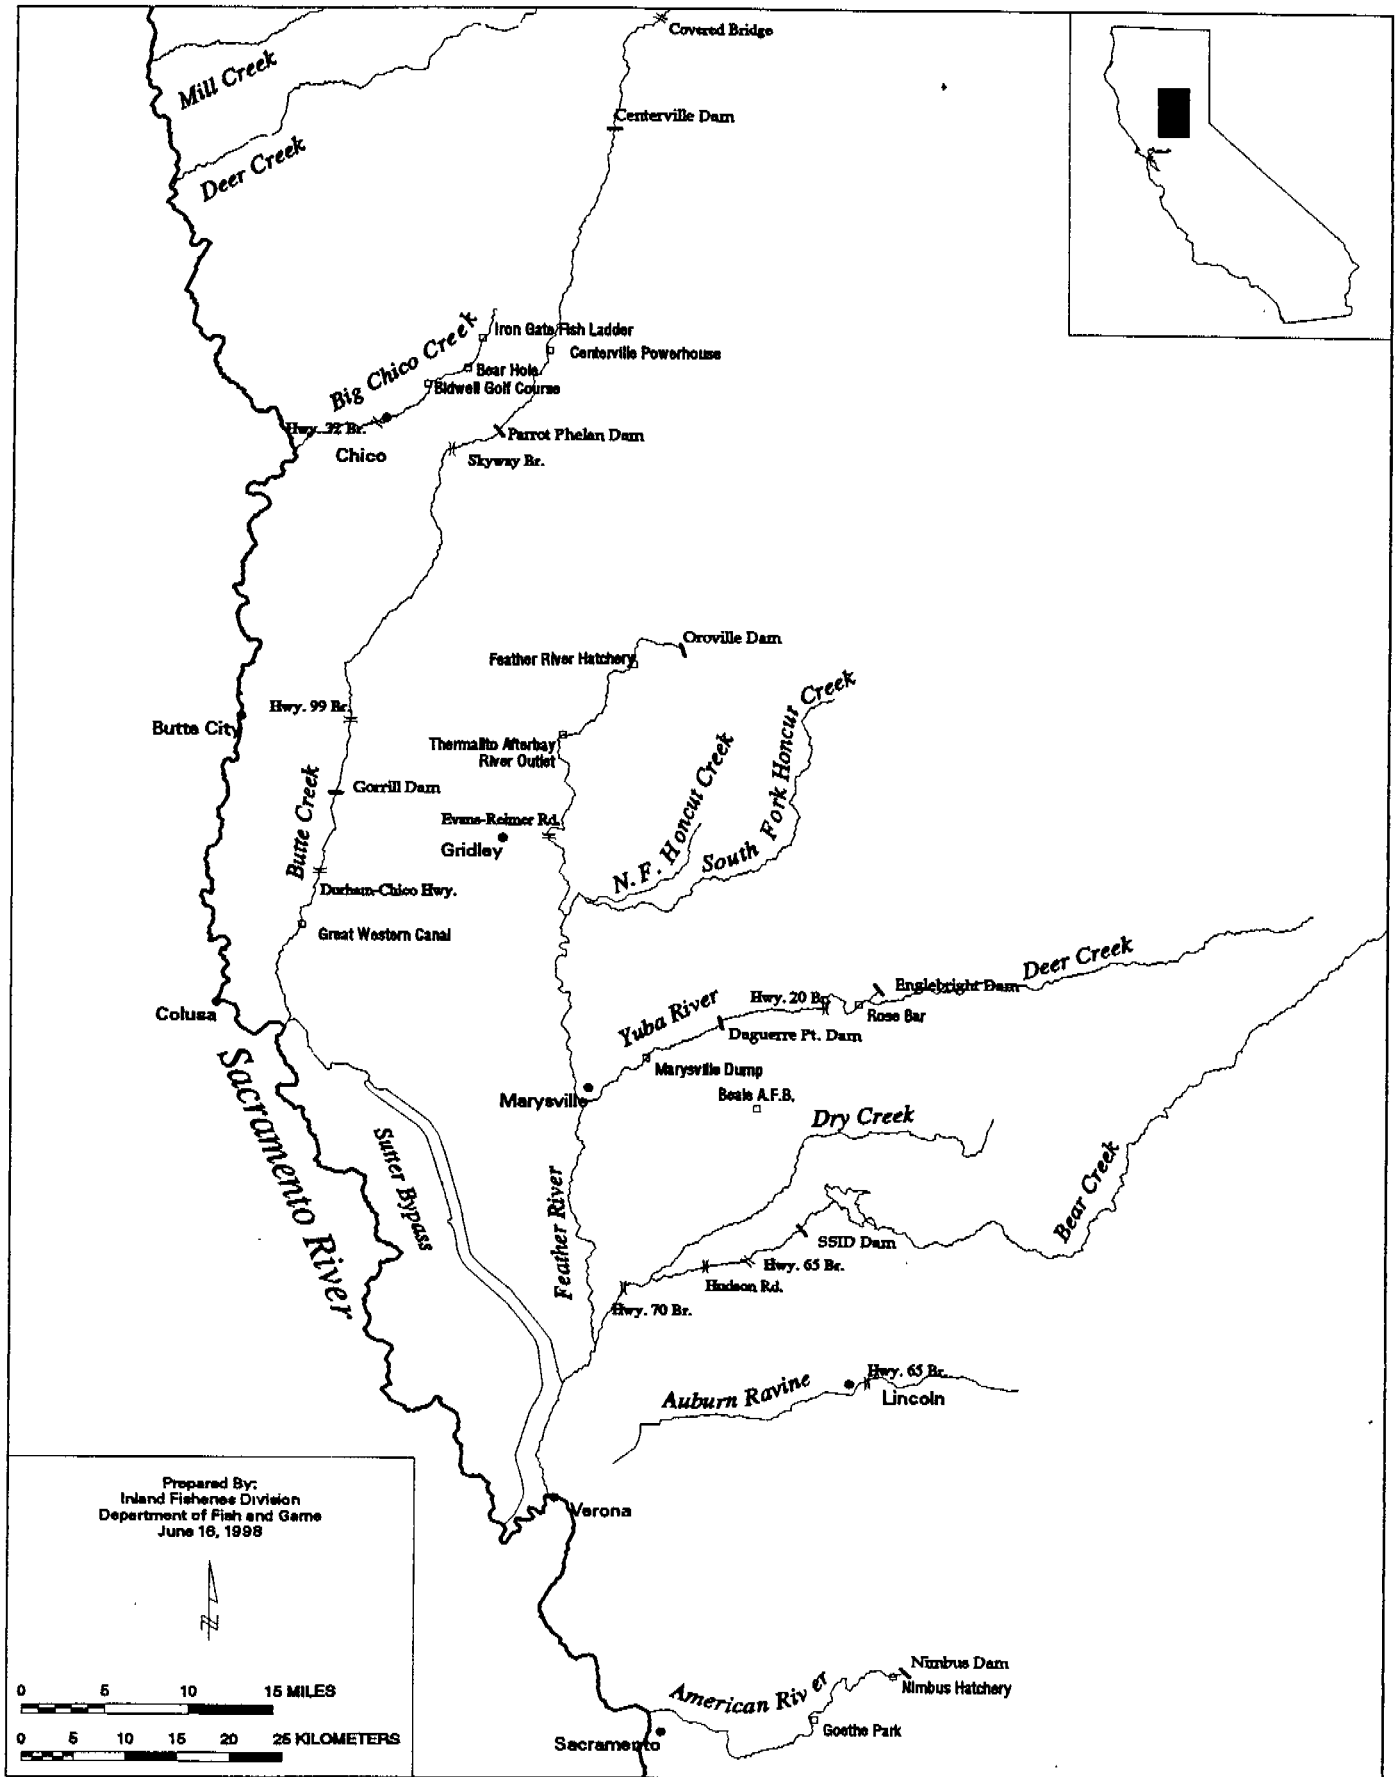 Covered Bridge
Mill Creek
Centerville Dam
Deer Creek
Big Chico Creek
Iron Gate Fish Ladder
Centerville Powerhouse
Bear Hole
Bidwell Golf Course
Hwy. 32 Br.
Chico
Parrot Phelan Dam
Skyway Br.
Oroville Dam
Feather River Hatchery
Hwy. 99 Br.
Butte City
Thermalito Afterbay
River Outlet
N. F. Honcut Creek
South Fork Honcut Creek
Butte Creek
Gorrill Dam
Evans-Reimer Rd.
Gridley
Durham-Chico Hwy.
Great Western Canal
Deer Creek
Englebright Dam
Hwy. 20 Br.
Rose Bar
Colusa
Yuba River
Daguerre Pt. Dam
Marysville Dump
Beale A.F.B.
Marysville
Dry Creek
Sacramento River
Sutter Bypass
Feather River
Bear Creek
SSID Dam
Hwy. 65 Br.
Hudson Rd.
Hwy. 70 Br.
Hwy. 65 Br.
Auburn Ravine
Lincoln
Prepared By:
Inland Fisheries Division
Department of Fish and Game
June 16, 1998
Verona
N
0 5 10 15 MILES
0 5 10 15 20 25 KILOMETERS
American River
Nimbus Dam
Nimbus Hatchery
Goethe Park
Sacramento